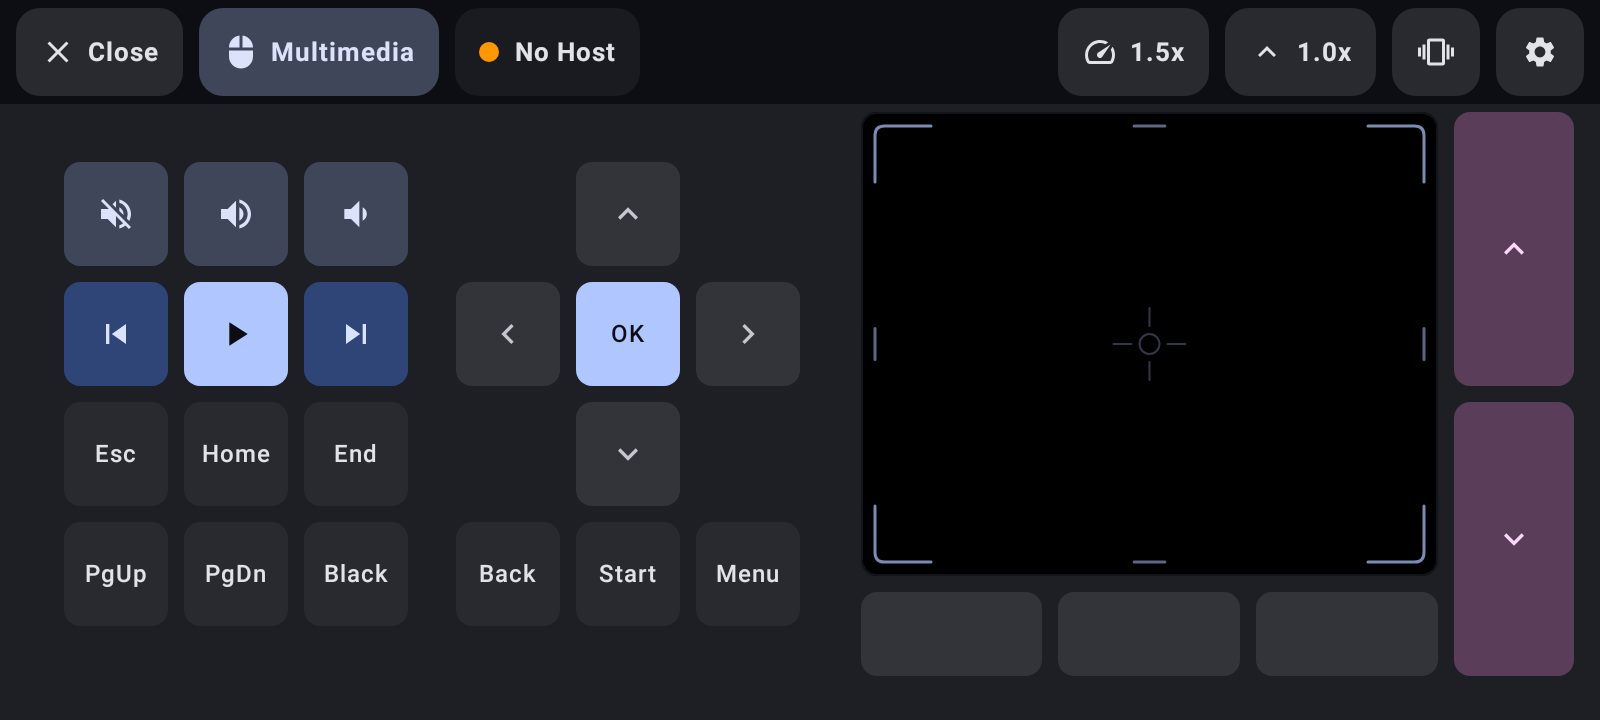 Close
Multimedia
No Host
1.5x
1.0x
OK
Esc
Home
End
PgUp
PgDn
Black
Back
Start
Menu